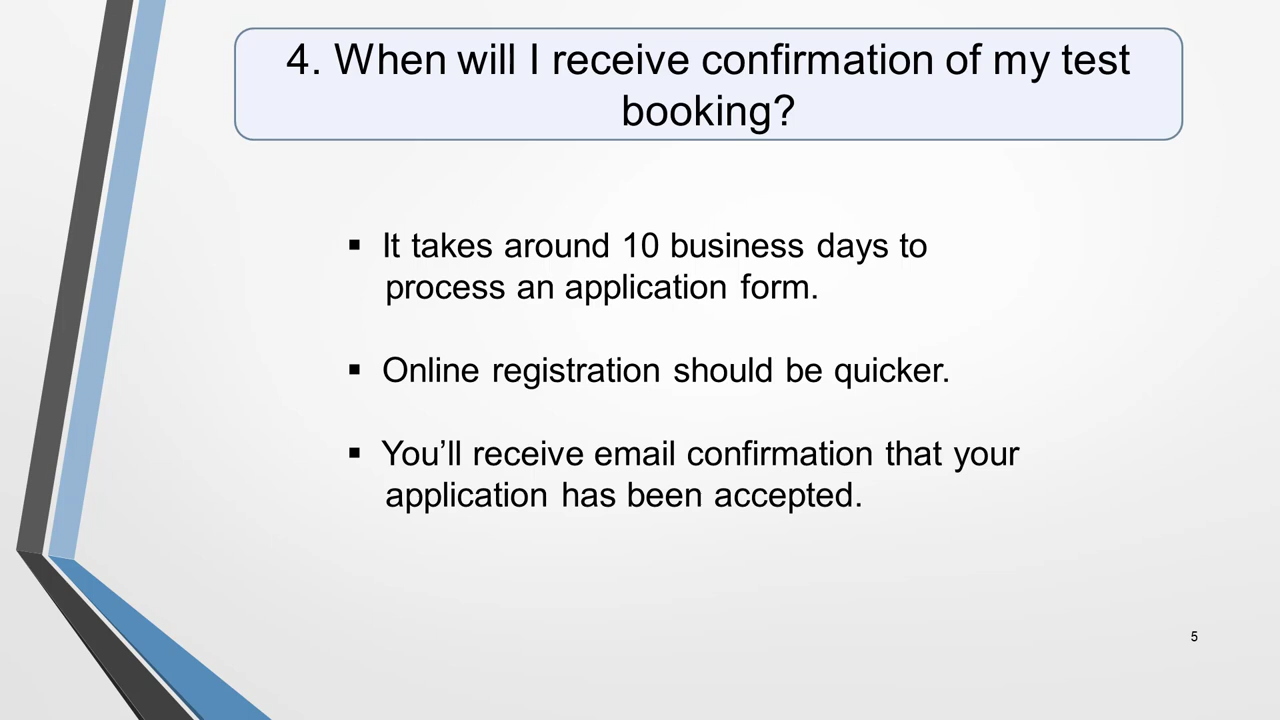 4. When will I receive confirmation of my test
booking?
▪ It takes around 10 business days to
process an application form.
▪ Online registration should be quicker.
▪ You’ll receive email confirmation that your
application has been accepted.
5